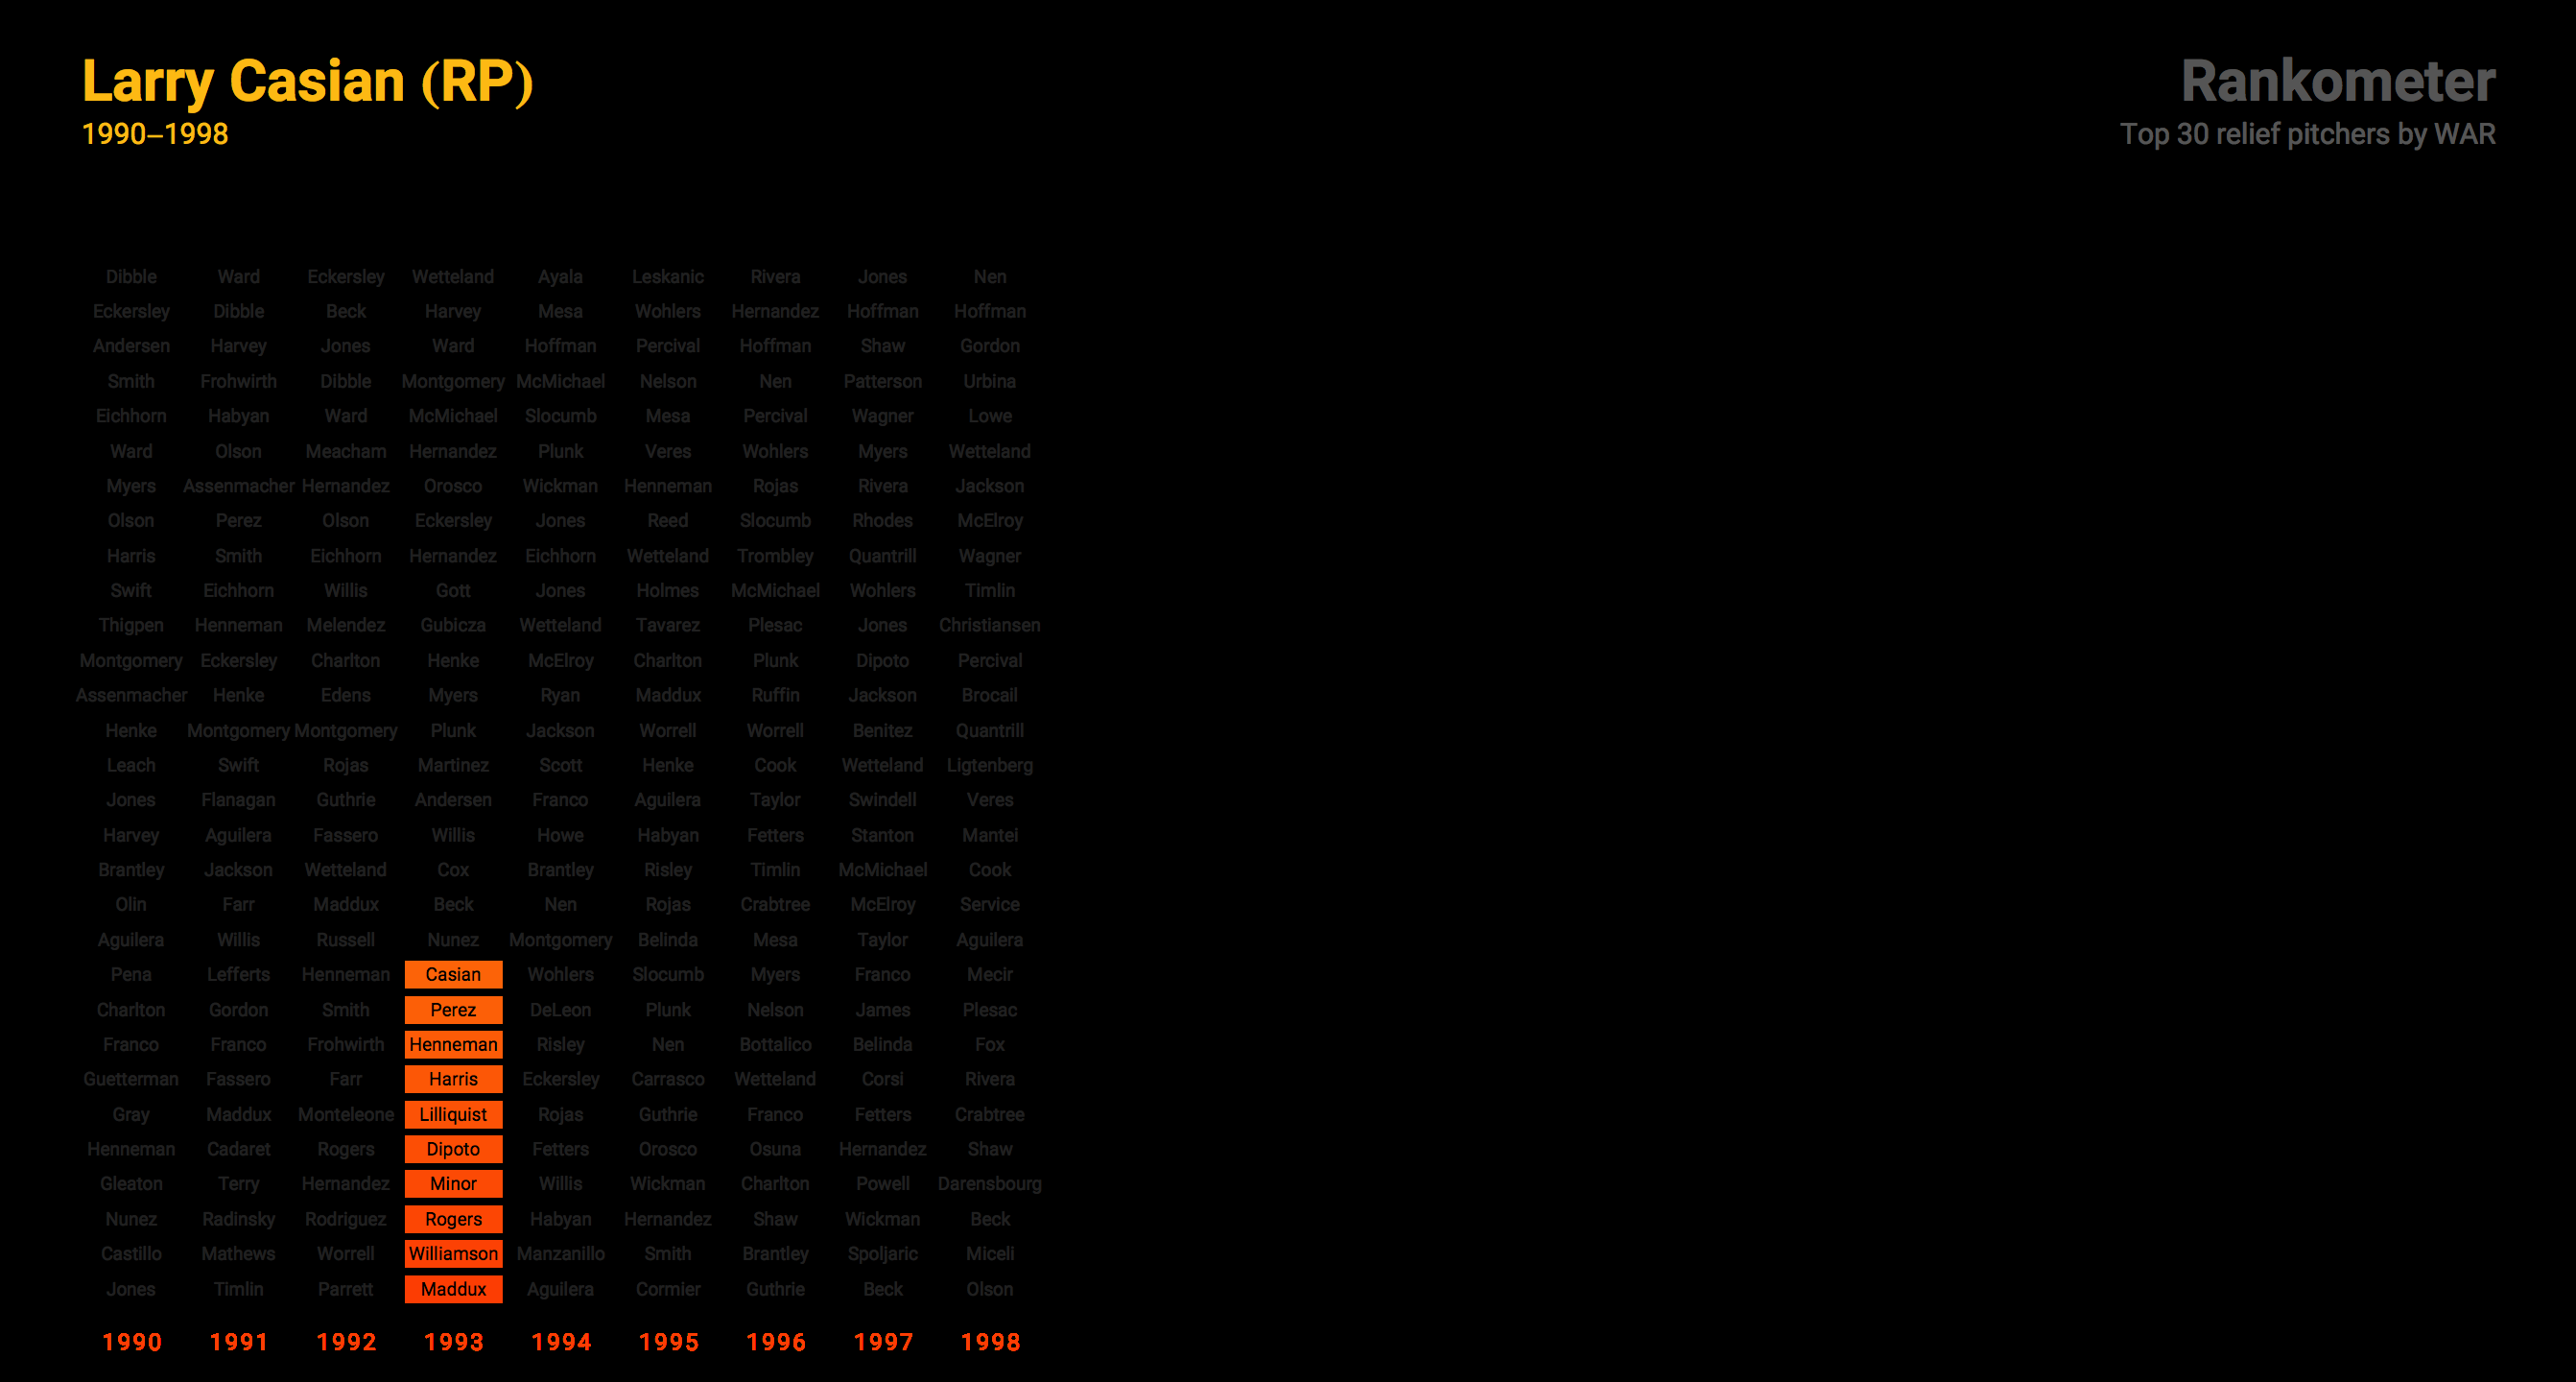 Larry Casian (RP)
1990–1998
Rankometer
Top 30 relief pitchers by WAR
Dibble Ward Eckersley Wetteland Ayala Leskanic Rivera Jones Nen
Eckersley Dibble Beck Harvey Mesa Wohlers Hernandez Hoffman Hoffman
Andersen Harvey Jones Ward Hoffman Percival Hoffman Shaw Gordon
Smith Frohwirth Dibble Montgomery McMichael Nelson Nen Patterson Urbina
Eichhorn Habyan Ward McMichael Slocumb Mesa Percival Wagner Lowe
Ward Olson Meacham Hernandez Plunk Veres Wohlers Myers Wetteland
Myers Assenmacher Hernandez Orosco Wickman Henneman Rojas Rivera Jackson
Olson Perez Olson Eckersley Jones Reed Slocumb Rhodes McElroy
Harris Smith Eichhorn Hernandez Eichhorn Wetteland Trombley Quantrill Wagner
Swift Eichhorn Willis Gott Jones Holmes McMichael Wohlers Timlin
Thigpen Henneman Melendez Gubicza Wetteland Tavarez Plesac Jones Christiansen
Montgomery Eckersley Charlton Henke McElroy Charlton Plunk Dipoto Percival
Assenmacher Henke Edens Myers Ryan Maddux Ruffin Jackson Brocail
Henke Montgomery Montgomery Plunk Jackson Worrell Worrell Benitez Quantrill
Leach Swift Rojas Martinez Scott Henke Cook Wetteland Ligtenberg
Jones Flanagan Guthrie Andersen Franco Aguilera Taylor Swindell Veres
Harvey Aguilera Fassero Willis Howe Habyan Fetters Stanton Mantei
Brantley Jackson Wetteland Cox Brantley Risley Timlin McMichael Cook
Olin Farr Maddux Beck Nen Rojas Crabtree McElroy Service
Aguilera Willis Russell Nunez Montgomery Belinda Mesa Taylor Aguilera
Pena Lefferts Henneman Casian Wohlers Slocumb Myers Franco Mecir
Charlton Gordon Smith Perez DeLeon Plunk Nelson James Plesac
Franco Franco Frohwirth Henneman Risley Nen Bottalico Belinda Fox
Guetterman Fassero Farr Harris Eckersley Carrasco Wetteland Corsi Rivera
Gray Maddux Monteleone Lilliquist Rojas Guthrie Franco Fetters Crabtree
Henneman Cadaret Rogers Dipoto Fetters Orosco Osuna Hernandez Shaw
Gleaton Terry Hernandez Minor Willis Wickman Charlton Powell Darensbourg
Nunez Radinsky Rodriguez Rogers Habyan Hernandez Shaw Wickman Beck
Castillo Mathews Worrell Williamson Manzanillo Smith Brantley Spoljaric Miceli
Jones Timlin Parrett Maddux Aguilera Cormier Guthrie Beck Olson
1990 1991 1992 1993 1994 1995 1996 1997 1998